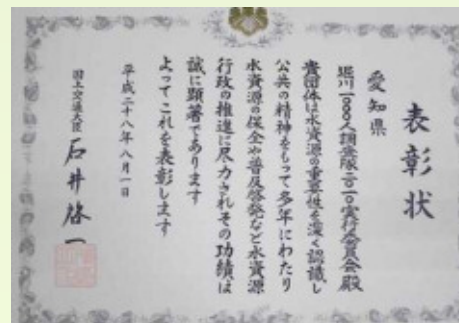 表彰状
愛知県
堀川1000人調査隊2010実行委員会殿
貴団体は水資源の重要性を深く認識し
公共の精神をもって多年にわたり
水資源の保全や普及啓発など水資源
行政の推進に尽力されその功績は
誠に顕著であります
よってこれを表彰します
平成二十八年八月一日
国土交通大臣 石井啓一